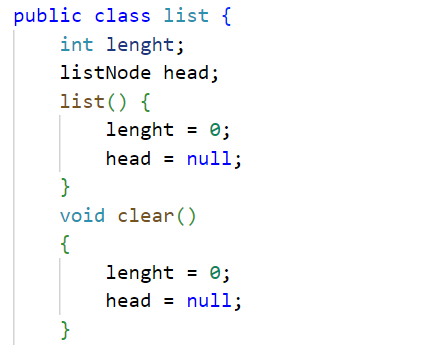 public class list {
    int lenght;
    listNode head;
    list() {
        lenght = 0;
        head = null;
    }
    void clear()
    {
        lenght = 0;
        head = null;
    }